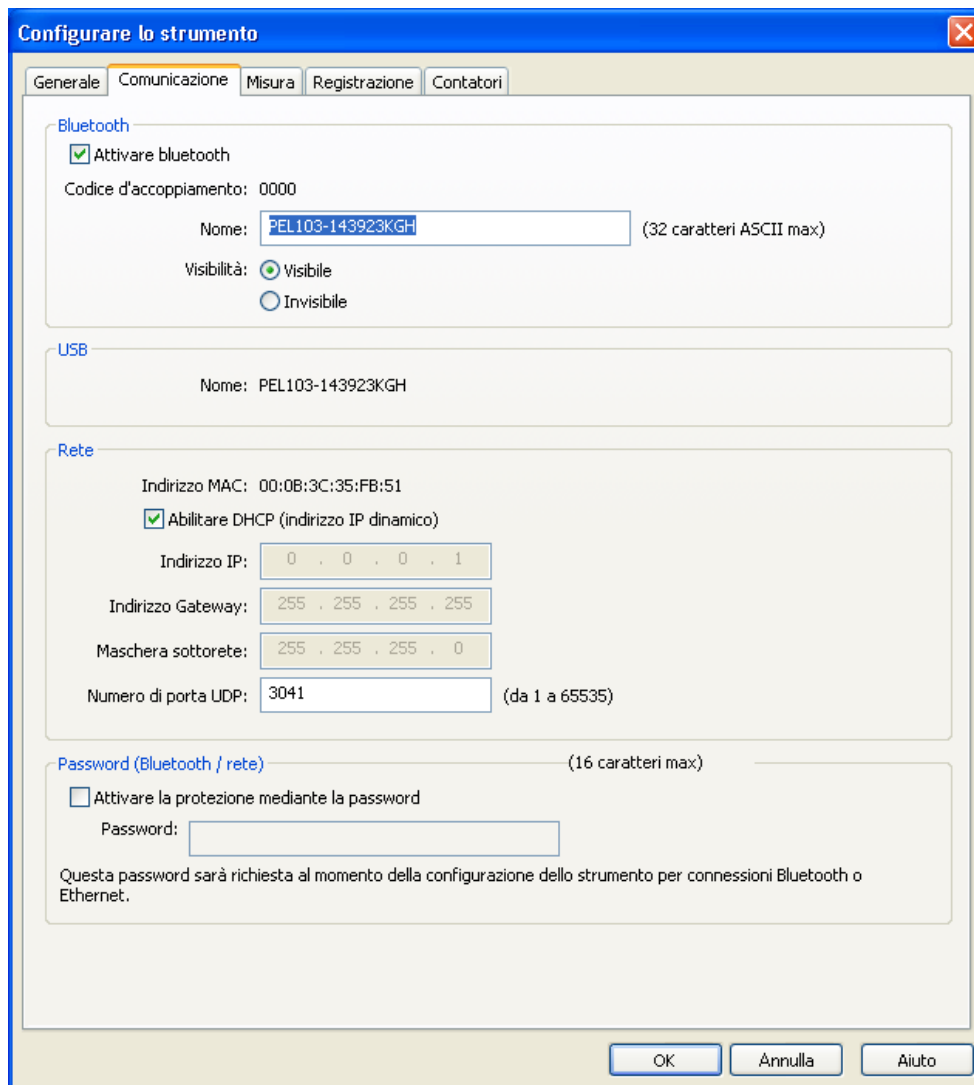 Configurare lo strumento
Generale Comunicazione Misura Registrazione Contatori
Bluetooth
Attivare bluetooth
Codice d'accoppiamento: 0000
Nome: PEL103-143923KGH (32 caratteri ASCII max)
Visibilità: Visibile
Invisibile
USB
Nome: PEL103-143923KGH
Rete
Indirizzo MAC: 00:0B:3C:35:FB:51
Abilitare DHCP (indirizzo IP dinamico)
Indirizzo IP: 0 . 0 . 0 . 1
Indirizzo Gateway: 255 . 255 . 255 . 255
Maschera sottorete: 255 . 255 . 255 . 0
Numero di porta UDP: 3041 (da 1 a 65535)
Password (Bluetooth / rete) (16 caratteri max)
Attivare la protezione mediante la password
Password:
Questa password sarà richiesta al momento della configurazione dello strumento per connessioni Bluetooth o
Ethernet.
OK Annulla Aiuto